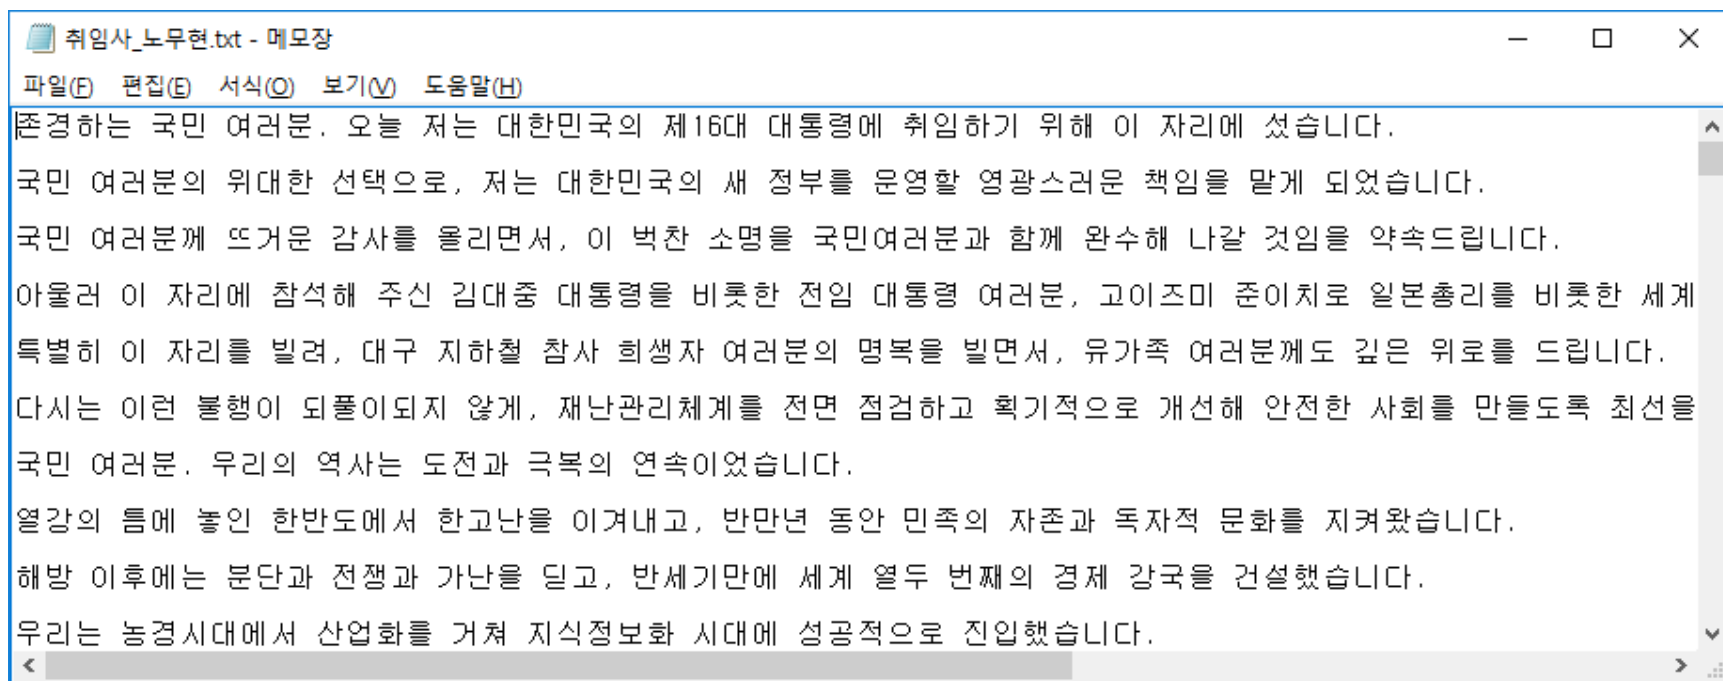 취임사_노무현.txt - 메모장
파일(F) 편집(E) 서식(O) 보기(V) 도움말(H)
존경하는 국민 여러분. 오늘 저는 대한민국의 제16대 대통령에 취임하기 위해 이 자리에 섰습니다.
국민 여러분의 위대한 선택으로, 저는 대한민국의 새 정부를 운영할 영광스러운 책임을 맡게 되었습니다.
국민 여러분께 뜨거운 감사를 올리면서, 이 벅찬 소명을 국민여러분과 함께 완수해 나갈 것임을 약속드립니다.
아울러 이 자리에 참석해 주신 김대중 대통령을 비롯한 전임 대통령 여러분, 고이즈미 준이치로 일본총리를 비롯한 세계
특별히 이 자리를 빌려, 대구 지하철 참사 희생자 여러분의 명복을 빌면서, 유가족 여러분께도 깊은 위로를 드립니다.
다시는 이런 불행이 되풀이되지 않게, 재난관리체계를 전면 점검하고 획기적으로 개선해 안전한 사회를 만들도록 최선을
국민 여러분. 우리의 역사는 도전과 극복의 연속이었습니다.
열강의 틈에 놓인 한반도에서 한고난을 이겨내고, 반만년 동안 민족의 자존과 독자적 문화를 지켜왔습니다.
해방 이후에는 분단과 전쟁과 가난을 딛고, 반세기만에 세계 열두 번째의 경제 강국을 건설했습니다.
우리는 농경시대에서 산업화를 거쳐 지식정보화 시대에 성공적으로 진입했습니다.